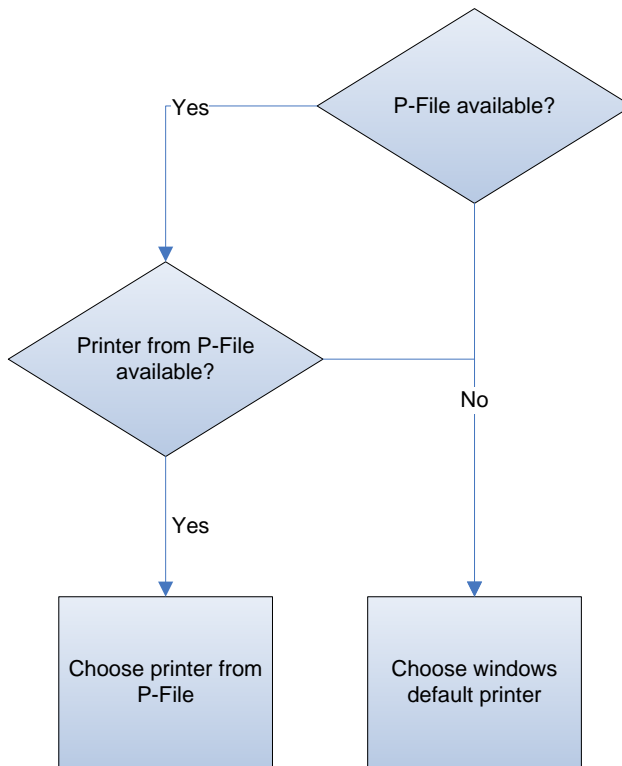 P-File available?
Yes
Printer from P-File
available?
No
Yes
Choose printer from
P-File
Choose windows
default printer